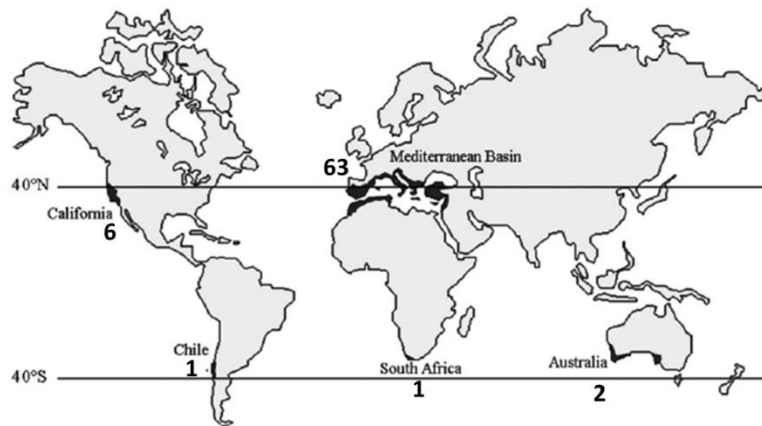 63
Mediterranean Basin
40°N
California
6
Chile
1
South Africa
1
Australia
2
40°S